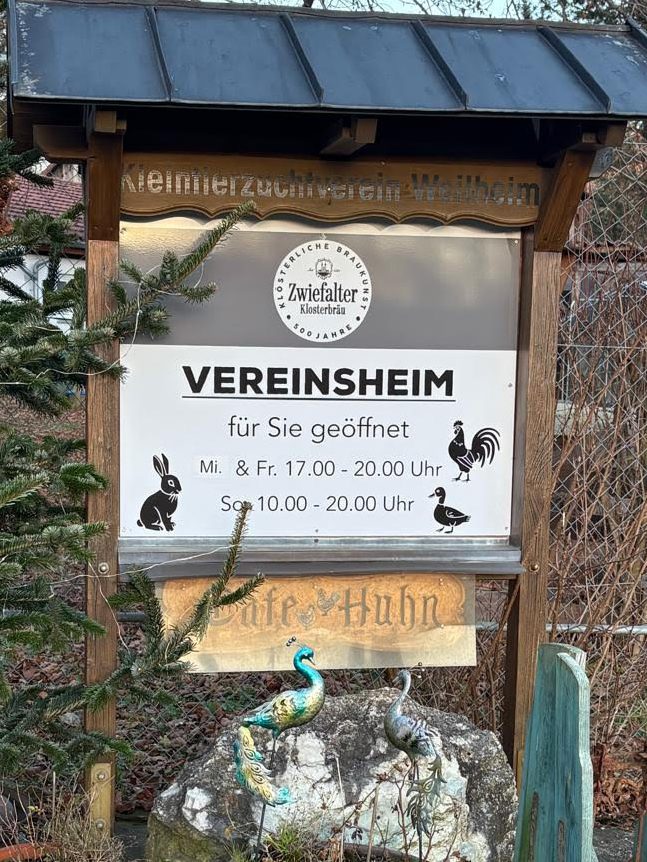 Kleintierzuchtverein Weilheim
KLÖSTERLICHE BRAUKUNST
Zwiefalter
Klosterbräu
• 500 JAHRE •
VEREINSHEIM
für Sie geöffnet
Mi. & Fr. 17.00 - 20.00 Uhr
So. 10.00 - 20.00 Uhr
Cafe Huhn